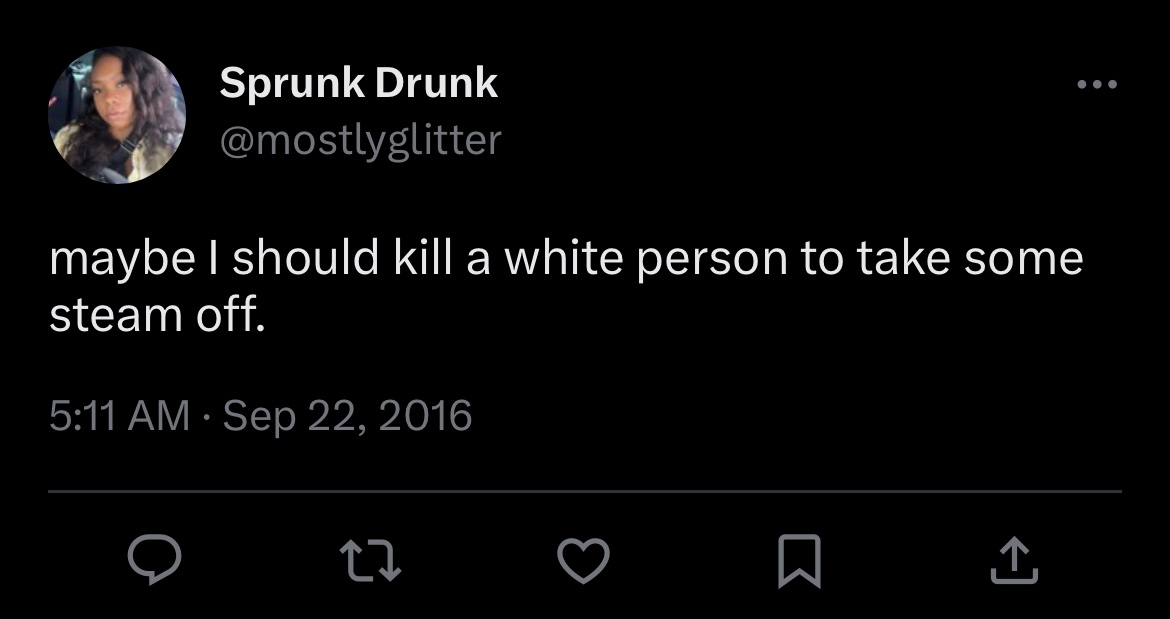 Sprunk Drunk
@mostlyglitter
maybe I should kill a white person to take some
steam off.
5:11 AM · Sep 22, 2016